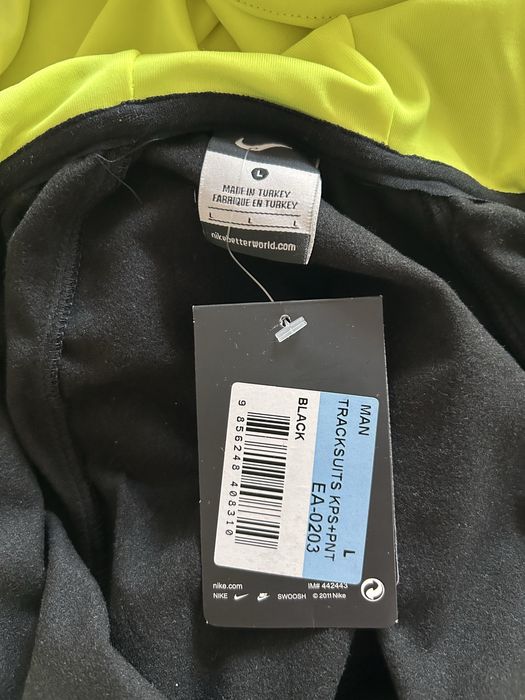 L
MADE IN TURKEY
FABRIQUE EN TURKEY
L L L
nikebetterworld.com
MAN L
TRACKSUITS KPS+PNT
EA-0203
BLACK
9 856248 408310
nike.com IM# 442443
NIKE SWOOSH © 2011 Nike